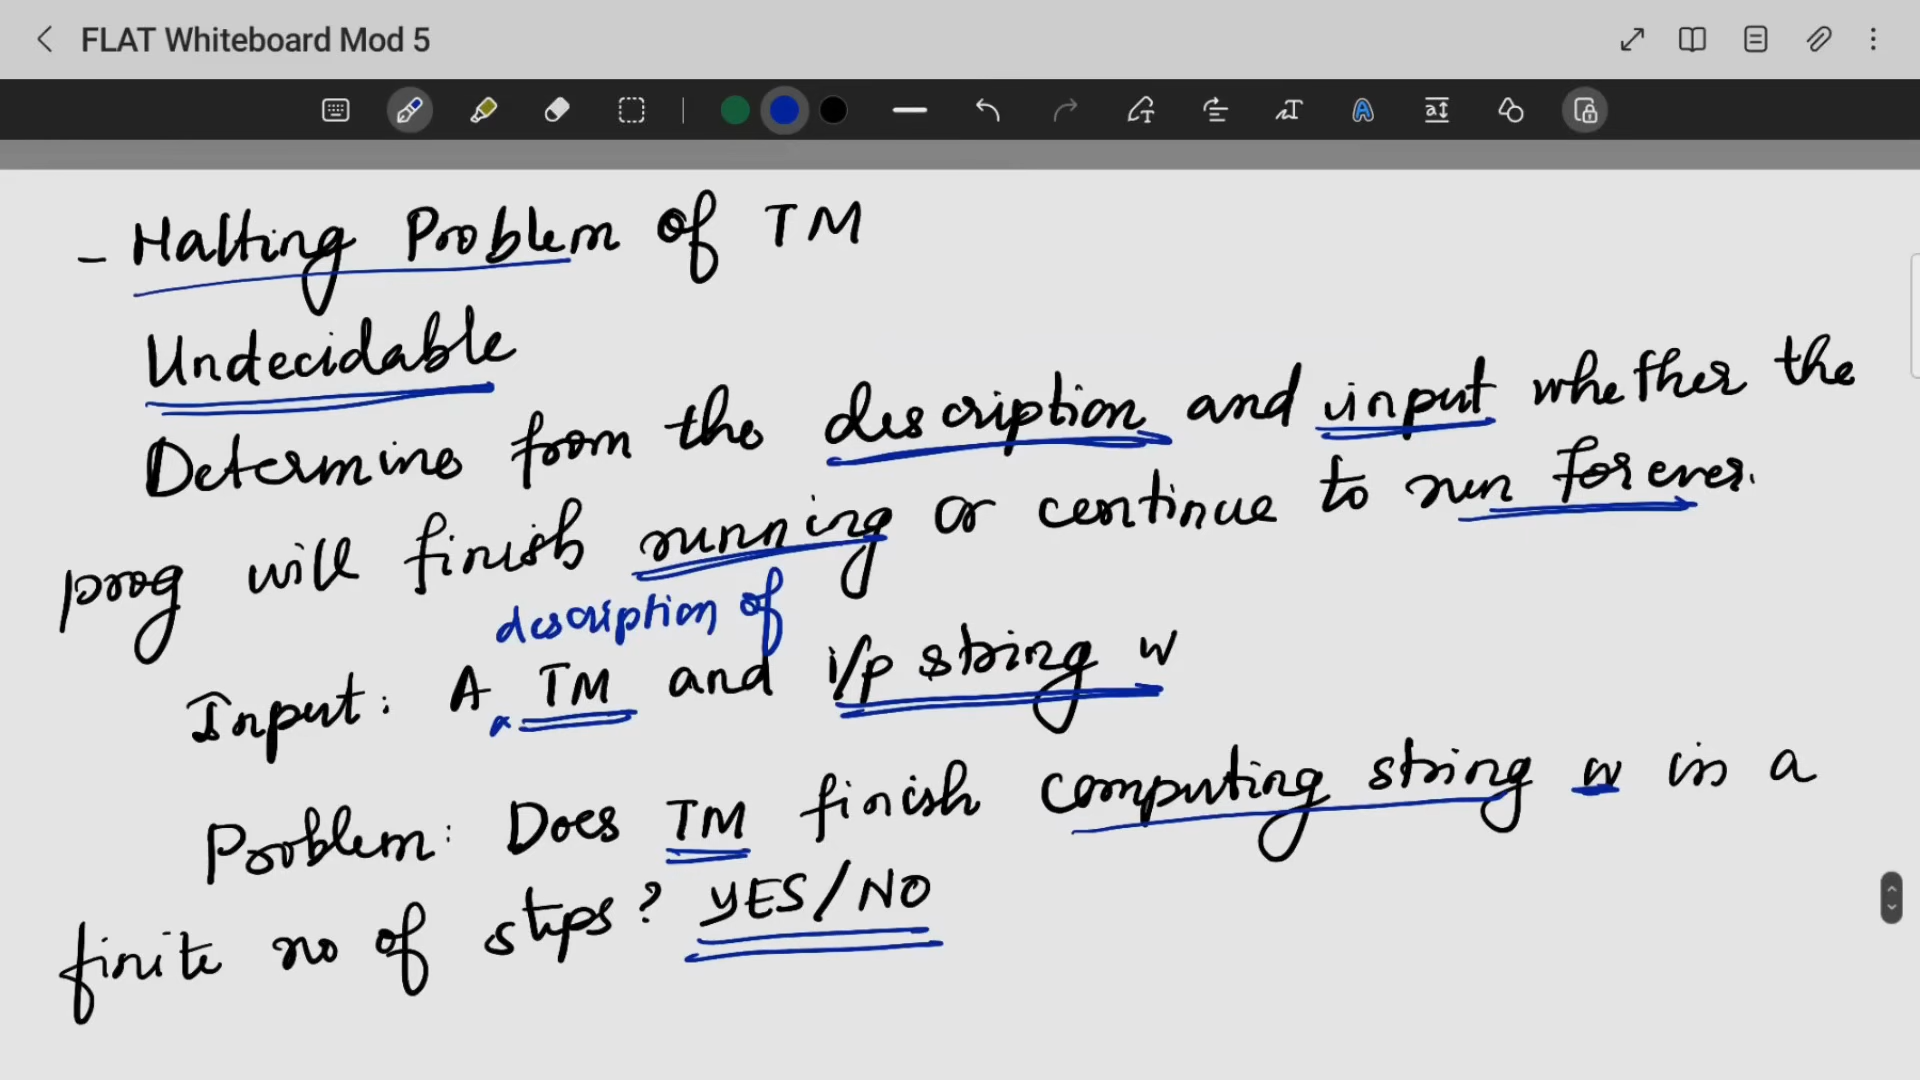 FLAT Whiteboard Mod 5
- Halting Problem of TM
Undecidable
Determine from the description and input whether the
prog will finish running or continue to run forever.
description of
Input: A TM and i/p string w
Problem: Does TM finish computing string w in a
finite no of steps? YES/NO